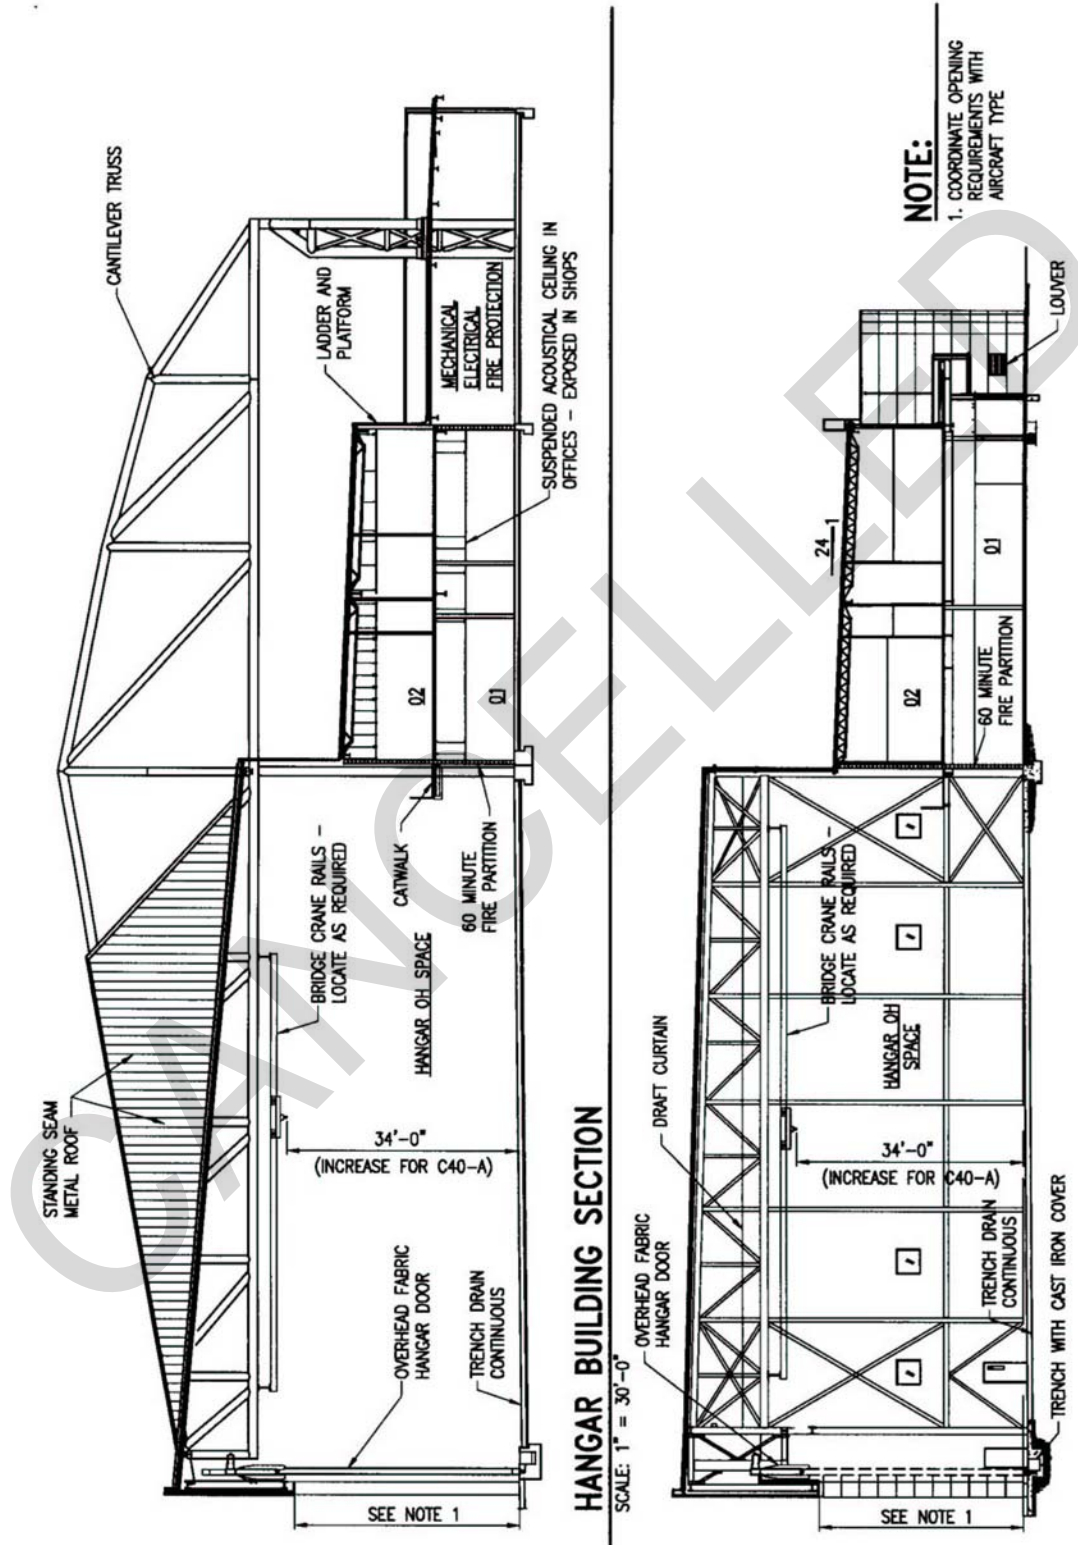 CANTILEVER TRUSS
STANDING SEAM
METAL ROOF
LADDER AND
PLATFORM
MECHANICAL
ELECTRICAL
FIRE PROTECTION
BRIDGE CRANE RAILS –
LOCATE AS REQUIRED
34'-0"
(INCREASE FOR C40-A)
HANGAR OH SPACE
CATWALK
02
01
60 MINUTE
FIRE PARTITION
SUSPENDED ACOUSTICAL CEILING IN
OFFICES – EXPOSED IN SHOPS
OVERHEAD FABRIC
HANGAR DOOR
TRENCH DRAIN
CONTINUOUS
SEE NOTE 1
HANGAR BUILDING SECTION
SCALE: 1" = 30'-0"
DRAFT CURTAIN
OVERHEAD FABRIC
HANGAR DOOR
BRIDGE CRANE RAILS –
LOCATE AS REQUIRED
34'-0"
(INCREASE FOR C40-A)
HANGAR OH
SPACE
24
1
02
01
60 MINUTE
FIRE PARTITION
LOUVER
TRENCH DRAIN
CONTINUOUS
TRENCH WITH CAST IRON COVER
SEE NOTE 1
NOTE:
1. COORDINATE OPENING
REQUIREMENTS WITH
AIRCRAFT TYPE
CANCELLED